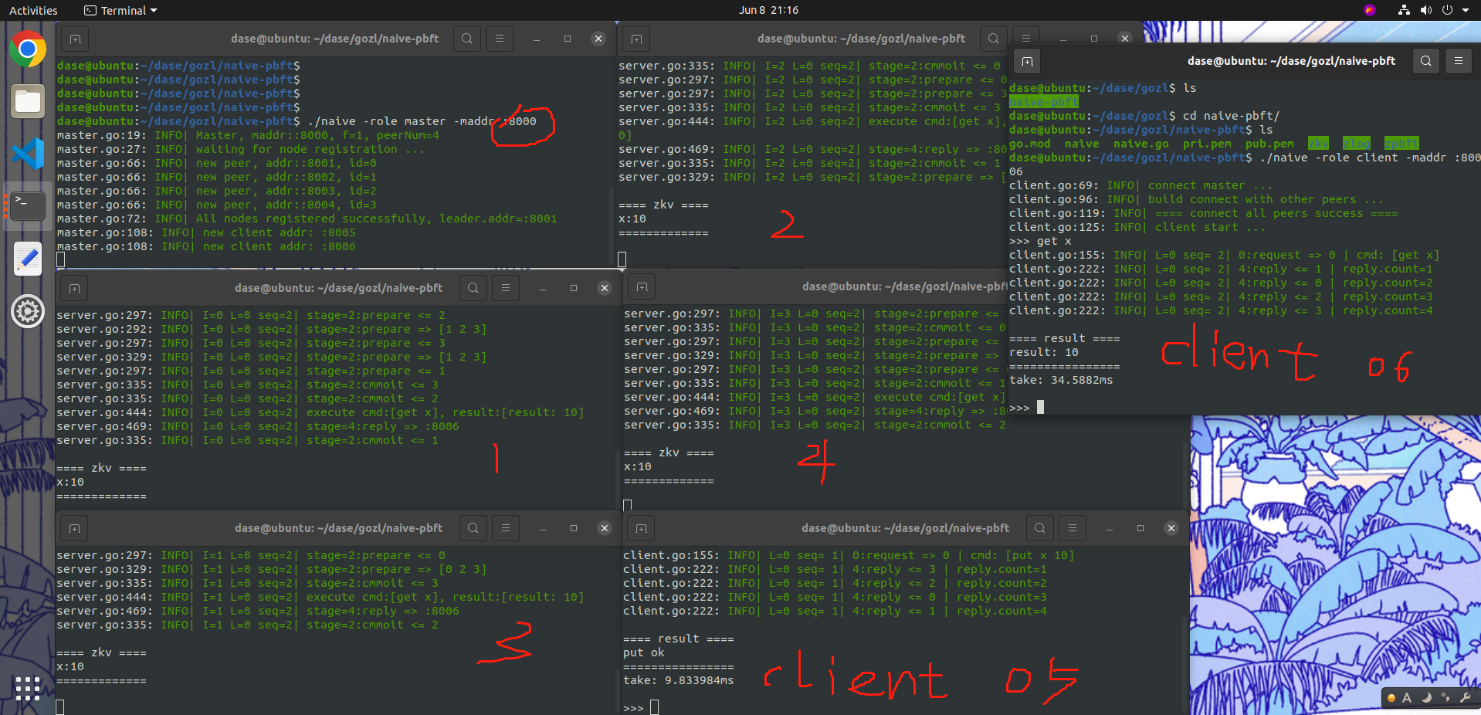 Activities
Terminal
Jun 8 21:16
dase@ubuntu: ~/dase/gozl/naive-pbft
dase@ubuntu:~/dase/gozl/naive-pbft$
dase@ubuntu:~/dase/gozl/naive-pbft$
dase@ubuntu:~/dase/gozl/naive-pbft$
dase@ubuntu:~/dase/gozl/naive-pbft$
dase@ubuntu:~/dase/gozl/naive-pbft$ ./naive -role master -maddr :8000
master.go:19: INFO| Master, maddr::8000, f=1, peerNum=4
master.go:27: INFO| waiting for node registration ...
master.go:66: INFO| new peer, addr::8001, id=0
master.go:66: INFO| new peer, addr::8002, id=1
master.go:66: INFO| new peer, addr::8003, id=2
master.go:66: INFO| new peer, addr::8004, id=3
master.go:72: INFO| All nodes registered successfully, leader.addr=:8001
master.go:108: INFO| new client addr: :8005
master.go:108: INFO| new client addr: :8006
dase@ubuntu: ~/dase/gozl/naive-pbft
server.go:335: INFO| I=2 L=0 seq=2| stage=2:cmmoit <= 0
server.go:297: INFO| I=2 L=0 seq=2| stage=2:prepare <= 0
server.go:297: INFO| I=2 L=0 seq=2| stage=2:prepare <= 3
server.go:335: INFO| I=2 L=0 seq=2| stage=2:cmmoit <= 3
server.go:444: INFO| I=2 L=0 seq=2| execute cmd:[get x],
0]
server.go:469: INFO| I=2 L=0 seq=2| stage=4:reply => :80
server.go:335: INFO| I=2 L=0 seq=2| stage=2:cmmoit <= 1
server.go:329: INFO| I=2 L=0 seq=2| stage=2:prepare => [
==== zkv ====
x:10
=============
2
dase@ubuntu: ~/dase/gozl/naive-pbft
dase@ubuntu:~/dase/gozl$ ls
naive-pbft
dase@ubuntu:~/dase/gozl$ cd naive-pbft/
dase@ubuntu:~/dase/gozl/naive-pbft$ ls
go.mod naive naive.go pri.pem pub.pem zkv zlog zpbft
dase@ubuntu:~/dase/gozl/naive-pbft$ ./naive -role client -maddr :800
06
client.go:69: INFO| connect master ...
client.go:96: INFO| build connect with other peers ...
client.go:119: INFO| ==== connect all peers success ====
client.go:125: INFO| client start ...
>>> get x
client.go:155: INFO| L=0 seq= 2| 0:request => 0 | cmd: [get x]
client.go:222: INFO| L=0 seq= 2| 4:reply <= 1 | reply.count=1
client.go:222: INFO| L=0 seq= 2| 4:reply <= 0 | reply.count=2
client.go:222: INFO| L=0 seq= 2| 4:reply <= 2 | reply.count=3
client.go:222: INFO| L=0 seq= 2| 4:reply <= 3 | reply.count=4
==== result ====
result: 10
================
take: 34.5882ms
>>>
client 06
dase@ubuntu: ~/dase/gozl/naive-pbft
server.go:297: INFO| I=0 L=0 seq=2| stage=2:prepare <= 2
server.go:292: INFO| I=0 L=0 seq=2| stage=2:prepare => [1 2 3]
server.go:297: INFO| I=0 L=0 seq=2| stage=2:prepare <= 3
server.go:329: INFO| I=0 L=0 seq=2| stage=2:prepare => [1 2 3]
server.go:297: INFO| I=0 L=0 seq=2| stage=2:prepare <= 1
server.go:335: INFO| I=0 L=0 seq=2| stage=2:cmmoit <= 3
server.go:335: INFO| I=0 L=0 seq=2| stage=2:cmmoit <= 2
server.go:444: INFO| I=0 L=0 seq=2| execute cmd:[get x], result:[result: 10]
server.go:469: INFO| I=0 L=0 seq=2| stage=4:reply => :8006
server.go:335: INFO| I=0 L=0 seq=2| stage=2:cmmoit <= 1
==== zkv ====
x:10
=============
1
dase@ubuntu: ~/dase/gozl/naive-pbf
server.go:297: INFO| I=3 L=0 seq=2| stage=2:prepare <=
server.go:335: INFO| I=3 L=0 seq=2| stage=2:cmmoit <= 0
server.go:297: INFO| I=3 L=0 seq=2| stage=2:prepare <=
server.go:329: INFO| I=3 L=0 seq=2| stage=2:prepare =>
server.go:297: INFO| I=3 L=0 seq=2| stage=2:prepare <=
server.go:335: INFO| I=3 L=0 seq=2| stage=2:cmmoit <= 1
server.go:444: INFO| I=3 L=0 seq=2| execute cmd:[get x]
server.go:469: INFO| I=3 L=0 seq=2| stage=4:reply => :80
server.go:335: INFO| I=3 L=0 seq=2| stage=2:cmmoit <= 2
==== zkv ====
x:10
=============
4
dase@ubuntu: ~/dase/gozl/naive-pbft
server.go:297: INFO| I=1 L=0 seq=2| stage=2:prepare <= 0
server.go:329: INFO| I=1 L=0 seq=2| stage=2:prepare => [0 2 3]
server.go:335: INFO| I=1 L=0 seq=2| stage=2:cmmoit <= 3
server.go:444: INFO| I=1 L=0 seq=2| execute cmd:[get x], result:[result: 10]
server.go:469: INFO| I=1 L=0 seq=2| stage=4:reply => :8006
server.go:335: INFO| I=1 L=0 seq=2| stage=2:cmmoit <= 2
==== zkv ====
x:10
=============
3
dase@ubuntu: ~/dase/gozl/naive-pbft
client.go:155: INFO| L=0 seq= 1| 0:request => 0 | cmd: [put x 10]
client.go:222: INFO| L=0 seq= 1| 4:reply <= 3 | reply.count=1
client.go:222: INFO| L=0 seq= 1| 4:reply <= 2 | reply.count=2
client.go:222: INFO| L=0 seq= 1| 4:reply <= 0 | reply.count=3
client.go:222: INFO| L=0 seq= 1| 4:reply <= 1 | reply.count=4
==== result ====
put ok
================
take: 9.833984ms
>>>
client 05
A